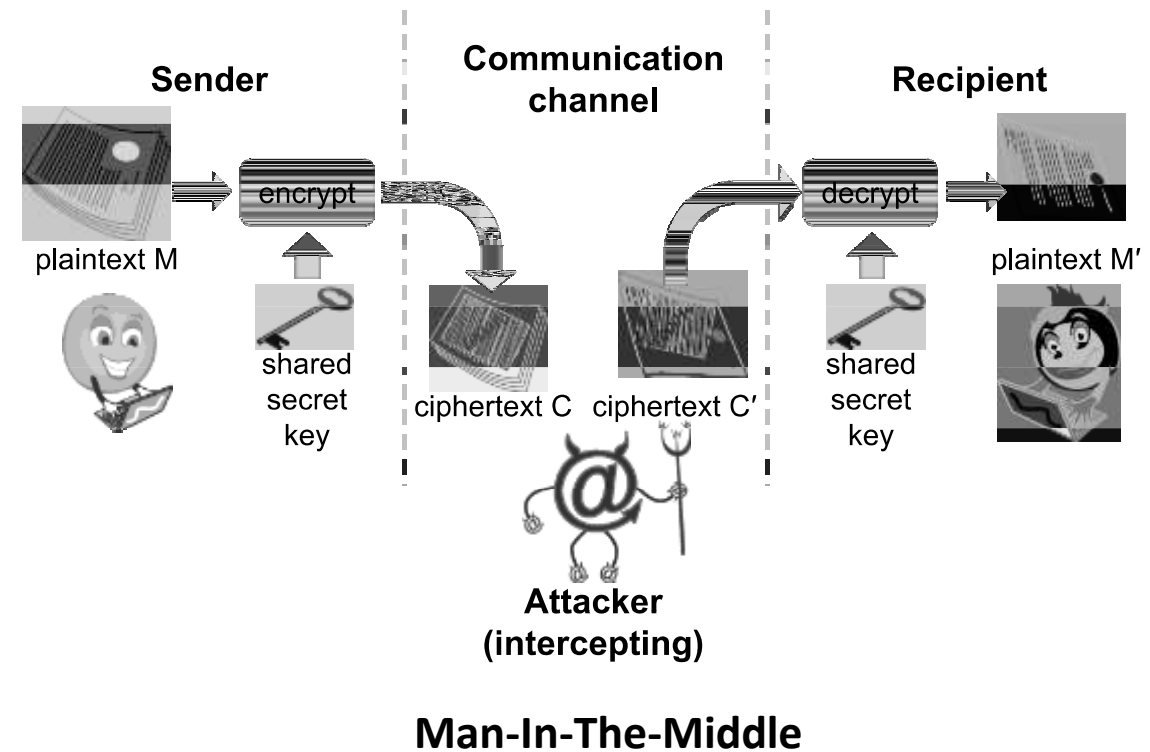 Sender
Communication
channel
Recipient
encrypt
decrypt
plaintext M
plaintext M′
shared
secret
key
ciphertext C
ciphertext C′
shared
secret
key
@
Attacker
(intercepting)
Man-In-The-Middle